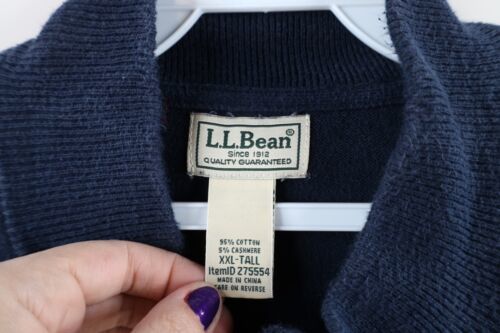 L.L.Bean®
Since 1912
QUALITY GUARANTEED
95% COTTON
5% CASHMERE
XXL-TALL
ItemID 275554
MADE IN CHINA
CARE ON REVERSE